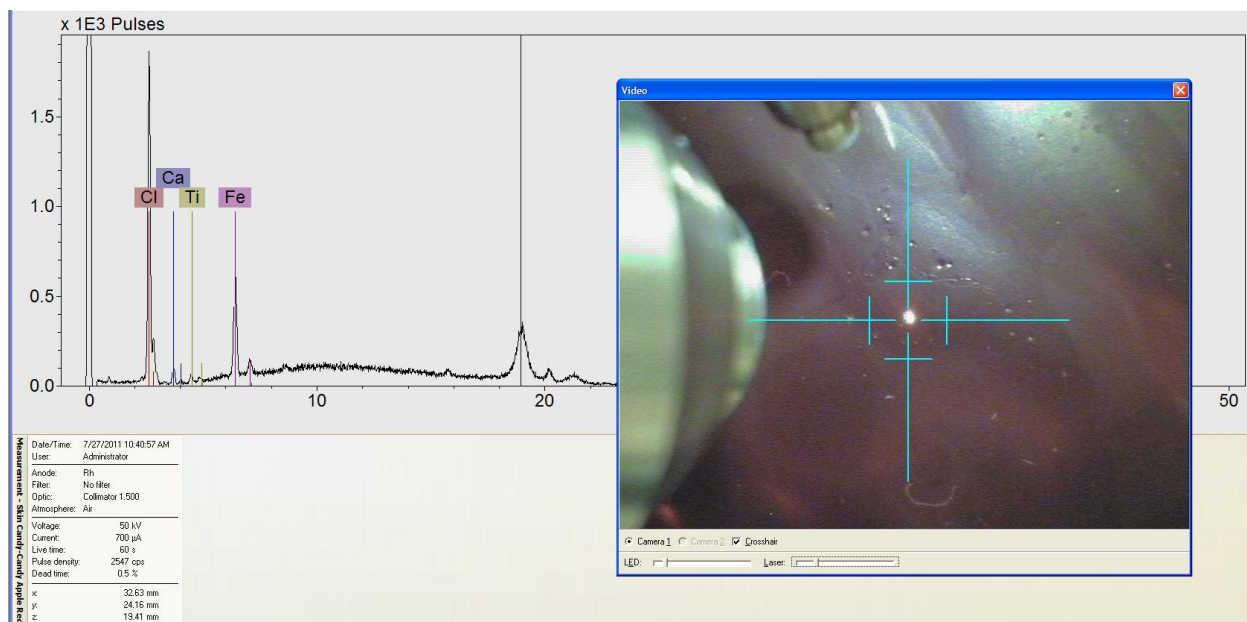 x 1E3 Pulses
1.5
1.0
0.5
0.0
Cl
Ca
Ti
Fe
0
10
20
50
Video
Camera 1 Camera 2 Crosshair
LED: Laser:
Measurement - Skin Candy-Candy Apple Red
Date/Time: 7/27/2011 10:40:57 AM
User: Administrator
Anode: Rh
Filter: No filter
Optic: Collimator 1.500
Atmosphere: Air
Voltage: 50 kV
Current: 700 µA
Live time: 60 s
Pulse density: 2547 cps
Dead time: 0.5 %
x: 32.63 mm
y: 24.16 mm
z: 19.41 mm